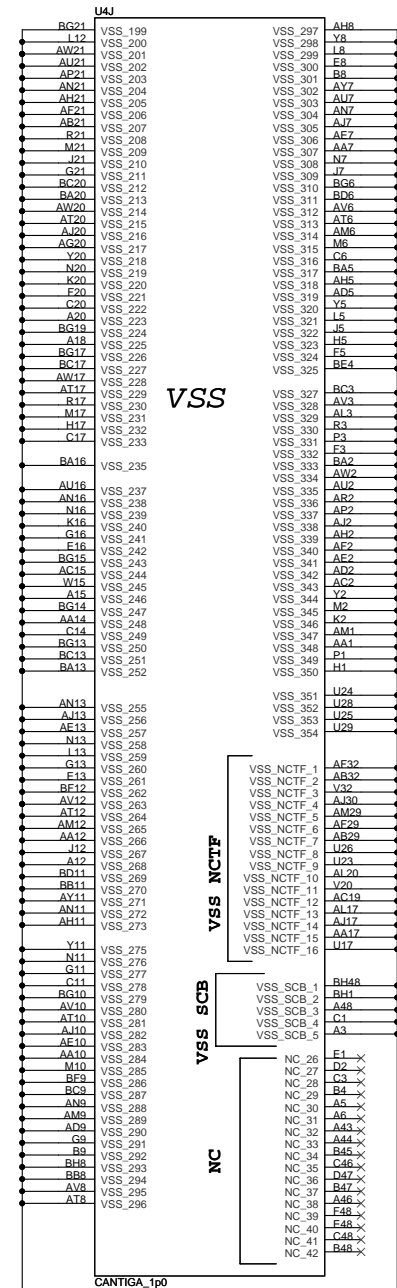 U4J
BG21 VSS_199
L12 VSS_200
AW21 VSS_201
AU21 VSS_202
AP21 VSS_203
AN21 VSS_204
AH21 VSS_205
AF21 VSS_206
AB21 VSS_207
R21 VSS_208
M21 VSS_209
J21 VSS_210
G21 VSS_211
BC20 VSS_212
BA20 VSS_213
AW20 VSS_214
AT20 VSS_215
AJ20 VSS_216
AG20 VSS_217
Y20 VSS_218
N20 VSS_219
K20 VSS_220
F20 VSS_221
C20 VSS_222
A20 VSS_223
BG19 VSS_224
A18 VSS_225
BG17 VSS_226
BC17 VSS_227
AW17 VSS_228
AT17 VSS_229
R17 VSS_230
M17 VSS_231
H17 VSS_232
C17 VSS_233
BA16 VSS_235
AU16 VSS_237
AN16 VSS_238
N16 VSS_239
K16 VSS_240
G16 VSS_241
E16 VSS_242
BG15 VSS_243
AC15 VSS_244
W15 VSS_245
A15 VSS_246
BG14 VSS_247
AA14 VSS_248
C14 VSS_249
BG13 VSS_250
BC13 VSS_251
BA13 VSS_252
AN13 VSS_255
AJ13 VSS_256
AE13 VSS_257
N13 VSS_258
L13 VSS_259
G13 VSS_260
E13 VSS_261
BF12 VSS_262
AV12 VSS_263
AT12 VSS_264
AM12 VSS_265
AA12 VSS_266
J12 VSS_267
A12 VSS_268
BD11 VSS_269
BB11 VSS_270
AY11 VSS_271
AN11 VSS_272
AH11 VSS_273
Y11 VSS_275
N11 VSS_276
G11 VSS_277
C11 VSS_278
BG10 VSS_279
AV10 VSS_280
AT10 VSS_281
AJ10 VSS_282
AE10 VSS_283
AA10 VSS_284
M10 VSS_285
BF9 VSS_286
BC9 VSS_287
AN9 VSS_288
AM9 VSS_289
AD9 VSS_290
G9 VSS_291
B9 VSS_292
BH8 VSS_293
BB8 VSS_294
AV8 VSS_295
AT8 VSS_296
VSS
VSS_297 AH8
VSS_298 Y8
VSS_299 L8
VSS_300 E8
VSS_301 B8
VSS_302 AY7
VSS_303 AU7
VSS_304 AN7
VSS_305 AJ7
VSS_306 AE7
VSS_307 AA7
VSS_308 N7
VSS_309 J7
VSS_310 BG6
VSS_311 BD6
VSS_312 AV6
VSS_313 AT6
VSS_314 AM6
VSS_315 M6
VSS_316 C6
VSS_317 BA5
VSS_318 AH5
VSS_319 AD5
VSS_320 Y5
VSS_321 L5
VSS_322 J5
VSS_323 H5
VSS_324 F5
VSS_325 BE4
VSS_327 BC3
VSS_328 AV3
VSS_329 AL3
VSS_330 R3
VSS_331 P3
VSS_332 F3
VSS_333 BA2
VSS_334 AW2
VSS_335 AU2
VSS_336 AR2
VSS_337 AP2
VSS_338 AJ2
VSS_339 AH2
VSS_340 AF2
VSS_341 AE2
VSS_342 AD2
VSS_343 AC2
VSS_344 Y2
VSS_345 M2
VSS_346 K2
VSS_347 AM1
VSS_348 AA1
VSS_349 P1
VSS_350 H1
VSS_351 U24
VSS_352 U28
VSS_353 U25
VSS_354 U29
VSS NCTF
VSS_NCTF_1 AF32
VSS_NCTF_2 AB32
VSS_NCTF_3 V32
VSS_NCTF_4 AJ30
VSS_NCTF_5 AM29
VSS_NCTF_6 AF29
VSS_NCTF_7 AB29
VSS_NCTF_8 U26
VSS_NCTF_9 U23
VSS_NCTF_10 AL20
VSS_NCTF_11 V20
VSS_NCTF_12 AC19
VSS_NCTF_13 AL17
VSS_NCTF_14 AJ17
VSS_NCTF_15 AA17
VSS_NCTF_16 U17
VSS SCB
VSS_SCB_1 BH48
VSS_SCB_2 BH1
VSS_SCB_3 A48
VSS_SCB_4 C1
VSS_SCB_5 A3
NC
NC_26 E1
NC_27 D2
NC_28 C3
NC_29 B4
NC_30 A5
NC_31 A6
NC_32 A43
NC_33 A44
NC_34 B45
NC_35 C46
NC_36 D47
NC_37 B47
NC_38 A46
NC_39 F48
NC_40 E48
NC_41 C48
NC_42 B48
CANTIGA_1p0